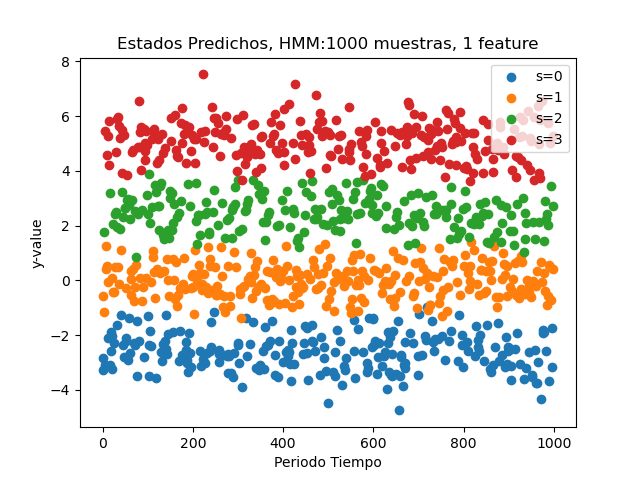 Estados Predichos, HMM:1000 muestras, 1 feature
8
6
4
2
0
−2
−4
y-value
0
200
400
600
800
1000
Periodo Tiempo
s=0
s=1
s=2
s=3